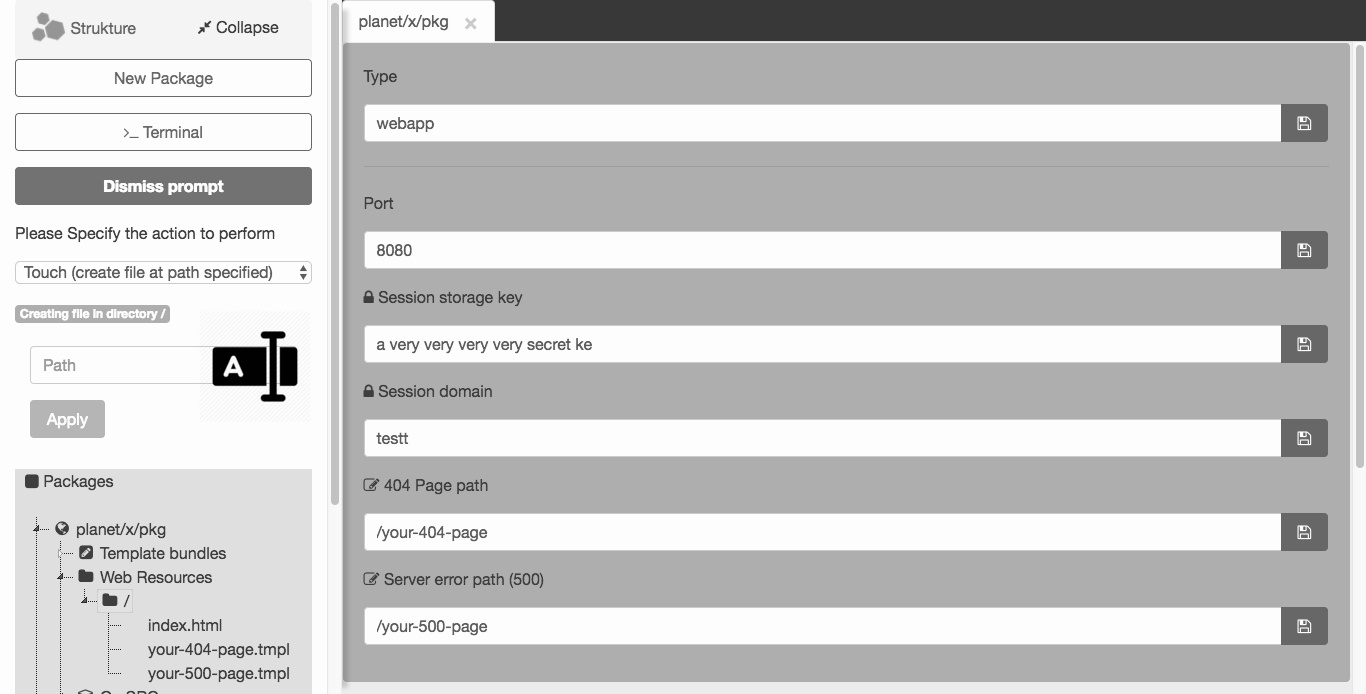 Strukture
Collapse
New Package
>_ Terminal
Dismiss prompt
Please Specify the action to perform
Touch (create file at path specified)
Creating file in directory /
Path
A
Apply
Packages
planet/x/pkg
Template bundles
Web Resources
/
index.html
your-404-page.tmpl
your-500-page.tmpl
planet/x/pkg
Type
webapp
Port
8080
Session storage key
a very very very very secret ke
Session domain
testt
404 Page path
/your-404-page
Server error path (500)
/your-500-page